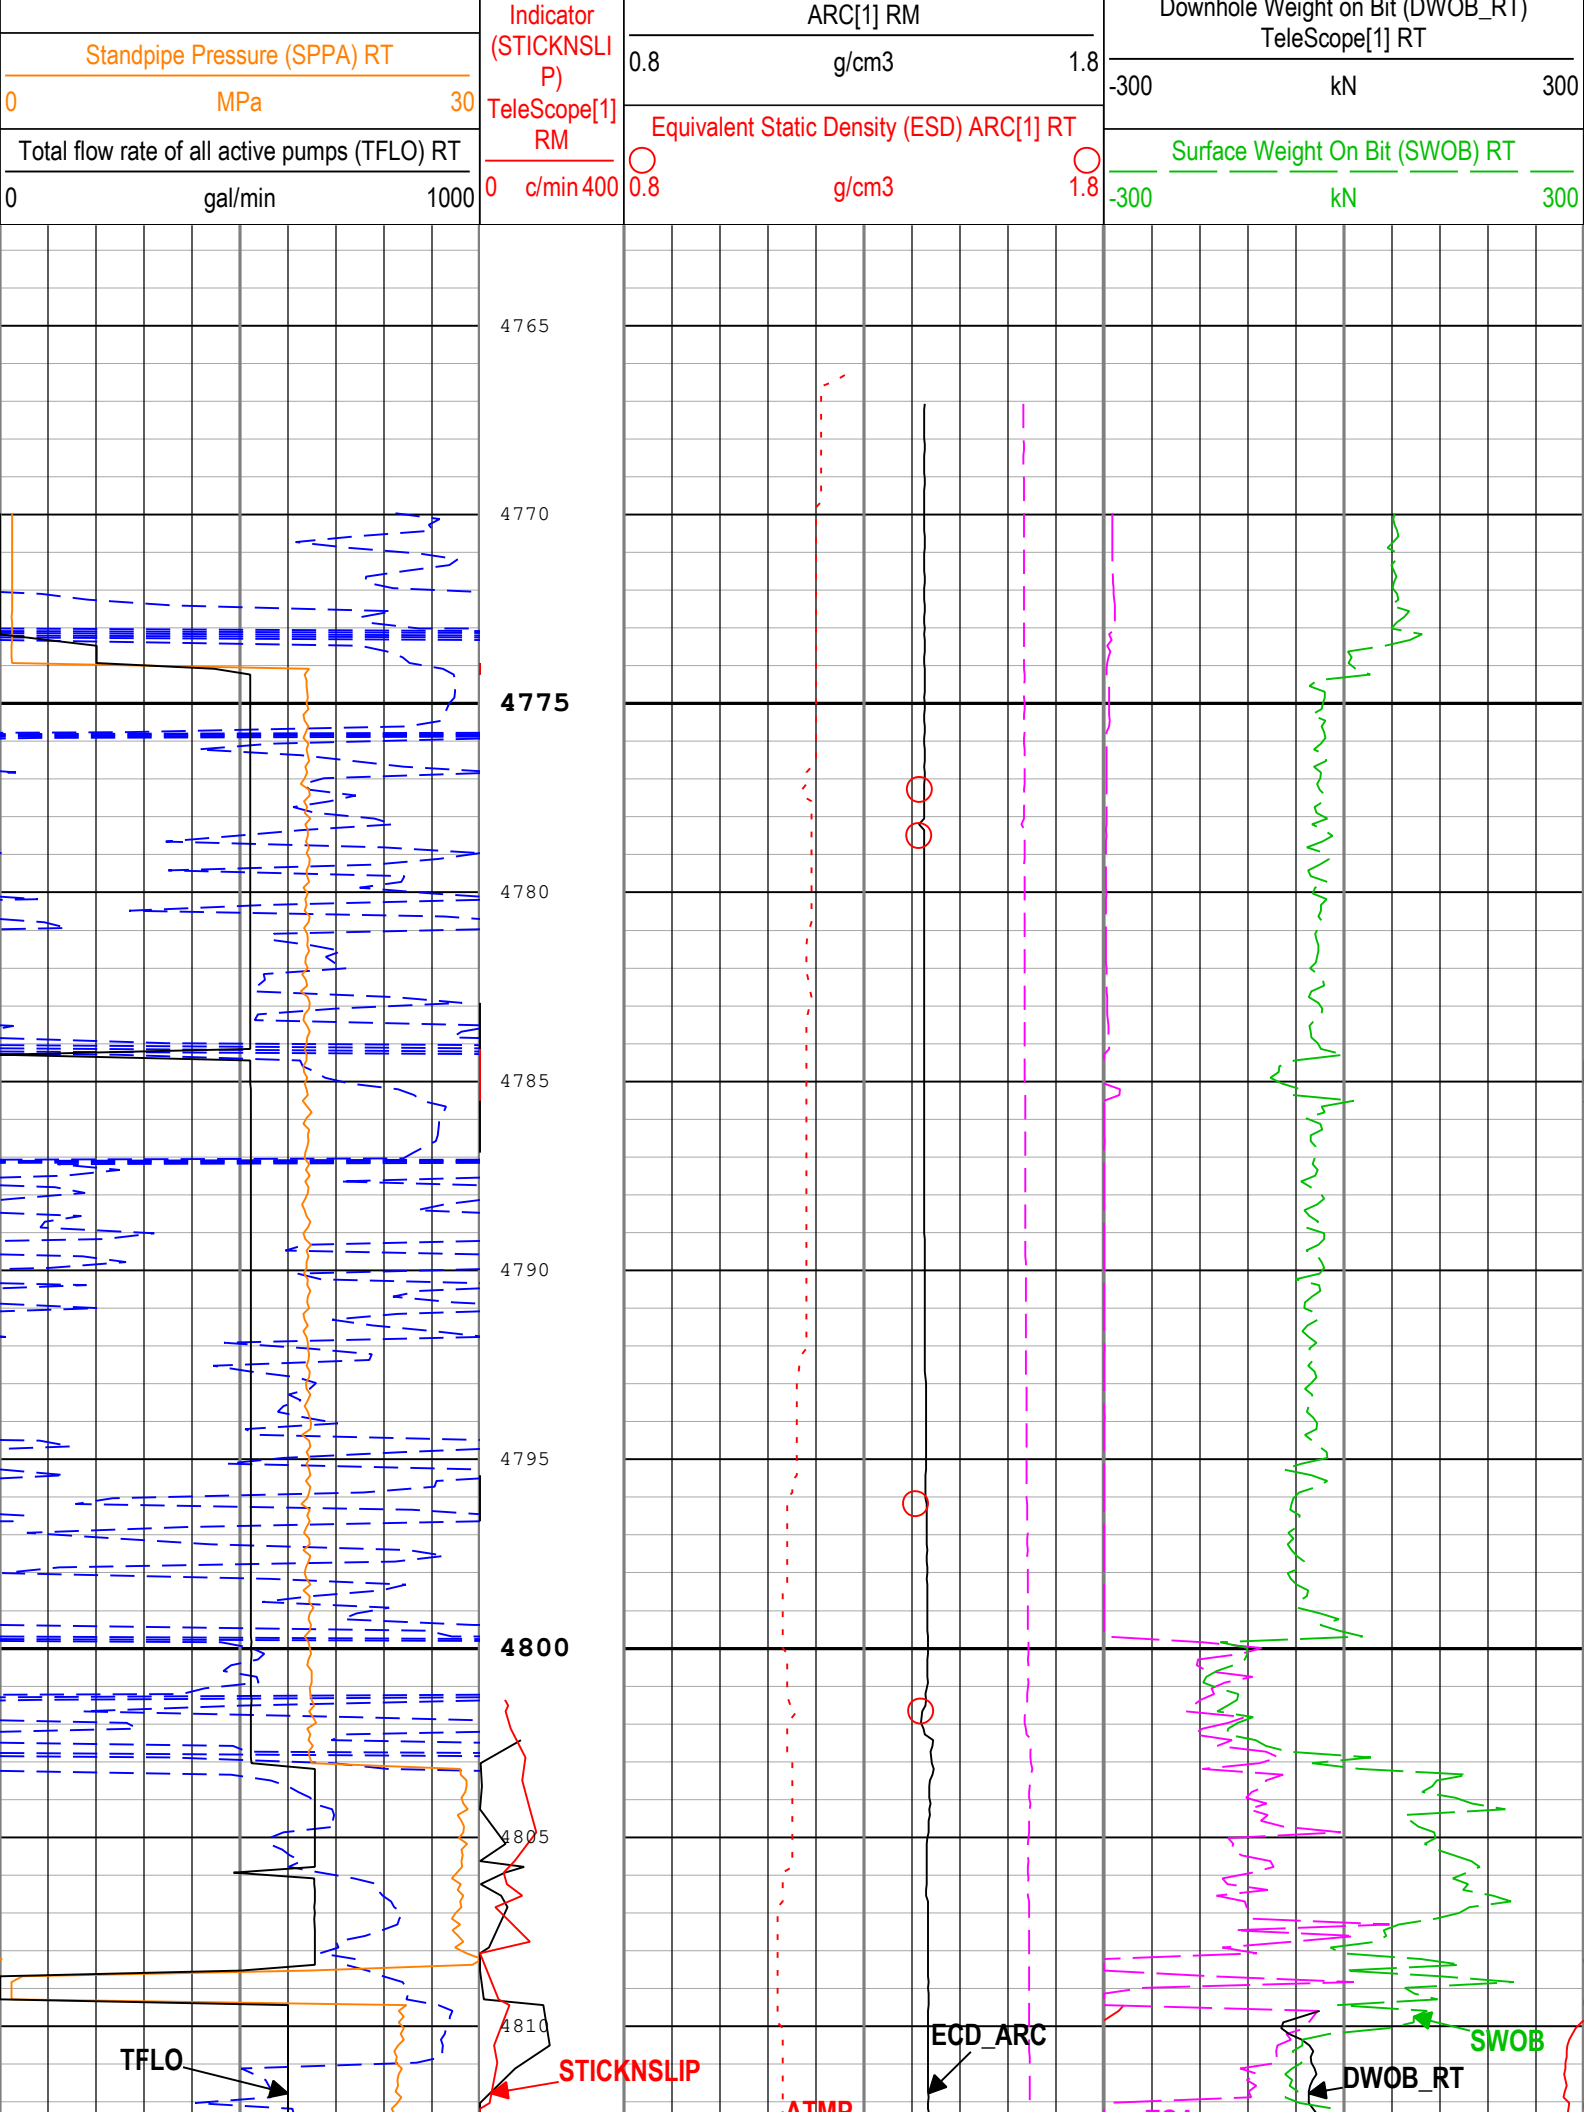 Standpipe Pressure (SPPA) RT
0 MPa 30
Total flow rate of all active pumps (TFLO) RT
0 gal/min 1000
Indicator
(STICKNSLI
P)
TeleScope[1]
RM
0 c/min 400
ARC[1] RM
0.8 g/cm3 1.8
Equivalent Static Density (ESD) ARC[1] RT
0.8 g/cm3 1.8
Downhole Weight on Bit (DWOB_RT)
TeleScope[1] RT
-300 kN 300
Surface Weight On Bit (SWOB) RT
-300 kN 300
4765
4770
4775
4780
4785
4790
4795
4800
4805
4810
ECD_ARC
SWOB
TFLO
STICKNSLIP
DWOB_RT
ATMP